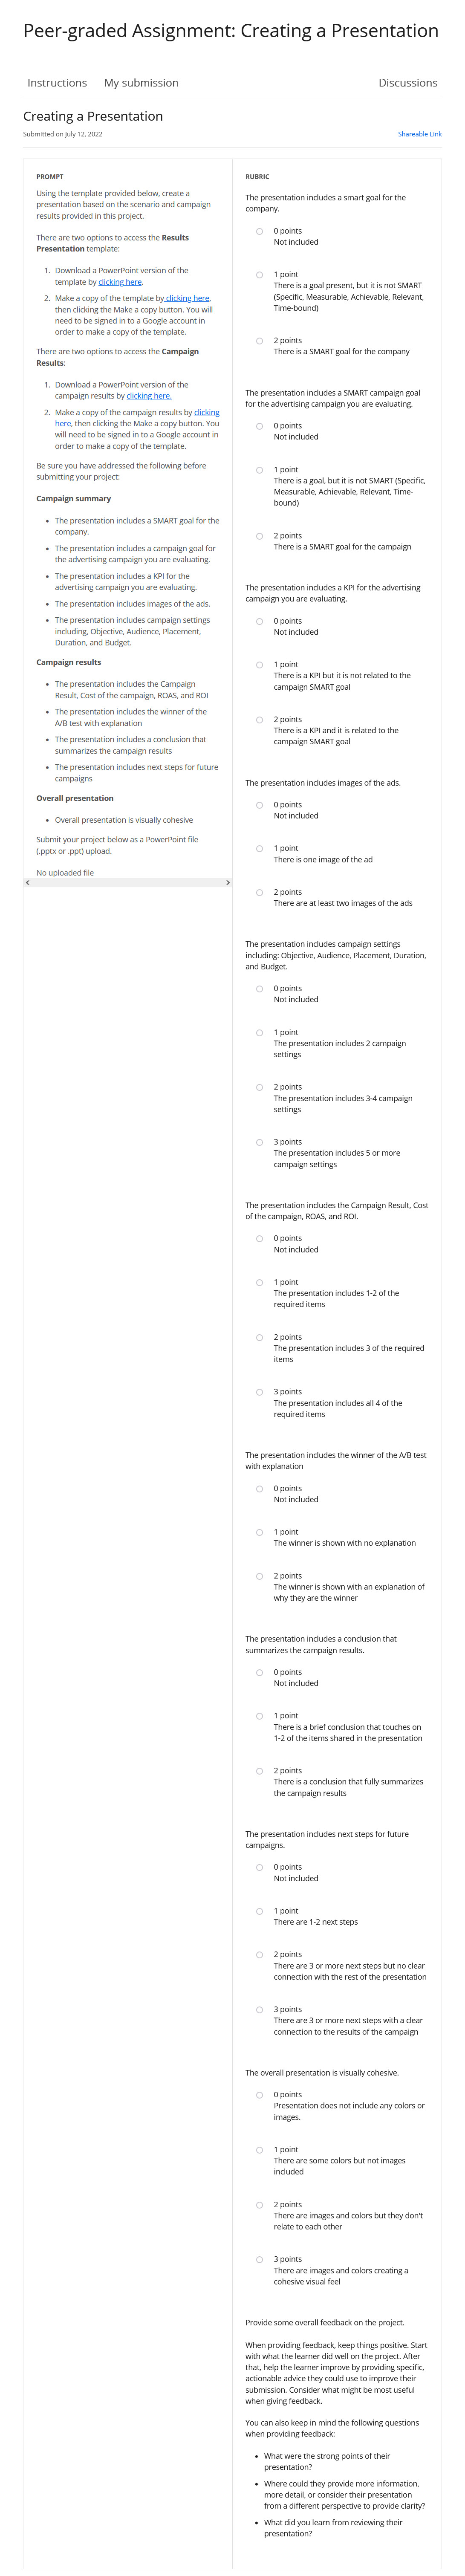 Peer-graded Assignment: Creating a Presentation
Instructions
My submission
Discussions
Creating a Presentation
Submitted on July 12, 2022
Shareable Link
PROMPT
Using the template provided below, create a
presentation based on the scenario and campaign
results provided in this project.
There are two options to access the Results
Presentation template:
1. Download a PowerPoint version of the
template by clicking here.
2. Make a copy of the template by clicking here,
then clicking the Make a copy button. You will
need to be signed in to a Google account in
order to make a copy of the template.
There are two options to access the Campaign
Results:
1. Download a PowerPoint version of the
campaign results by clicking here.
2. Make a copy of the campaign results by clicking
here, then clicking the Make a copy button. You
will need to be signed in to a Google account in
order to make a copy of the template.
Be sure you have addressed the following before
submitting your project:
Campaign summary
• The presentation includes a SMART goal for the
company.
• The presentation includes a campaign goal for
the advertising campaign you are evaluating.
• The presentation includes a KPI for the
advertising campaign you are evaluating.
• The presentation includes images of the ads.
• The presentation includes campaign settings
including, Objective, Audience, Placement,
Duration, and Budget.
Campaign results
• The presentation includes the Campaign
Result, Cost of the campaign, ROAS, and ROI
• The presentation includes the winner of the
A/B test with explanation
• The presentation includes a conclusion that
summarizes the campaign results
• The presentation includes next steps for future
campaigns
Overall presentation
• Overall presentation is visually cohesive
Submit your project below as a PowerPoint file
(.pptx or .ppt) upload.
No uploaded file
RUBRIC
The presentation includes a smart goal for the
company.
0 points
Not included
1 point
There is a goal present, but it is not SMART
(Specific, Measurable, Achievable, Relevant,
Time-bound)
2 points
There is a SMART goal for the company
The presentation includes a SMART campaign goal
for the advertising campaign you are evaluating.
0 points
Not included
1 point
There is a goal, but it is not SMART (Specific,
Measurable, Achievable, Relevant, Time-
bound)
2 points
There is a SMART goal for the campaign
The presentation includes a KPI for the advertising
campaign you are evaluating.
0 points
Not included
1 point
There is a KPI but it is not related to the
campaign SMART goal
2 points
There is a KPI and it is related to the
campaign SMART goal
The presentation includes images of the ads.
0 points
Not included
1 point
There is one image of the ad
2 points
There are at least two images of the ads
The presentation includes campaign settings
including: Objective, Audience, Placement, Duration,
and Budget.
0 points
Not included
1 point
The presentation includes 2 campaign
settings
2 points
The presentation includes 3-4 campaign
settings
3 points
The presentation includes 5 or more
campaign settings
The presentation includes the Campaign Result, Cost
of the campaign, ROAS, and ROI.
0 points
Not included
1 point
The presentation includes 1-2 of the
required items
2 points
The presentation includes 3 of the required
items
3 points
The presentation includes all 4 of the
required items
The presentation includes the winner of the A/B test
with explanation
0 points
Not included
1 point
The winner is shown with no explanation
2 points
The winner is shown with an explanation of
why they are the winner
The presentation includes a conclusion that
summarizes the campaign results.
0 points
Not included
1 point
There is a brief conclusion that touches on
1-2 of the items shared in the presentation
2 points
There is a conclusion that fully summarizes
the campaign results
The presentation includes next steps for future
campaigns.
0 points
Not included
1 point
There are 1-2 next steps
2 points
There are 3 or more next steps but no clear
connection with the rest of the presentation
3 points
There are 3 or more next steps with a clear
connection to the results of the campaign
The overall presentation is visually cohesive.
0 points
Presentation does not include any colors or
images.
1 point
There are some colors but not images
included
2 points
There are images and colors but they don't
relate to each other
3 points
There are images and colors creating a
cohesive visual feel
Provide some overall feedback on the project.
When providing feedback, keep things positive. Start
with what the learner did well on the project. After
that, help the learner improve by providing specific,
actionable advice they could use to improve their
submission. Consider what might be most useful
when giving feedback.
You can also keep in mind the following questions
when providing feedback:
• What were the strong points of their
presentation?
• Where could they provide more information,
more detail, or consider their presentation
from a different perspective to provide clarity?
• What did you learn from reviewing their
presentation?